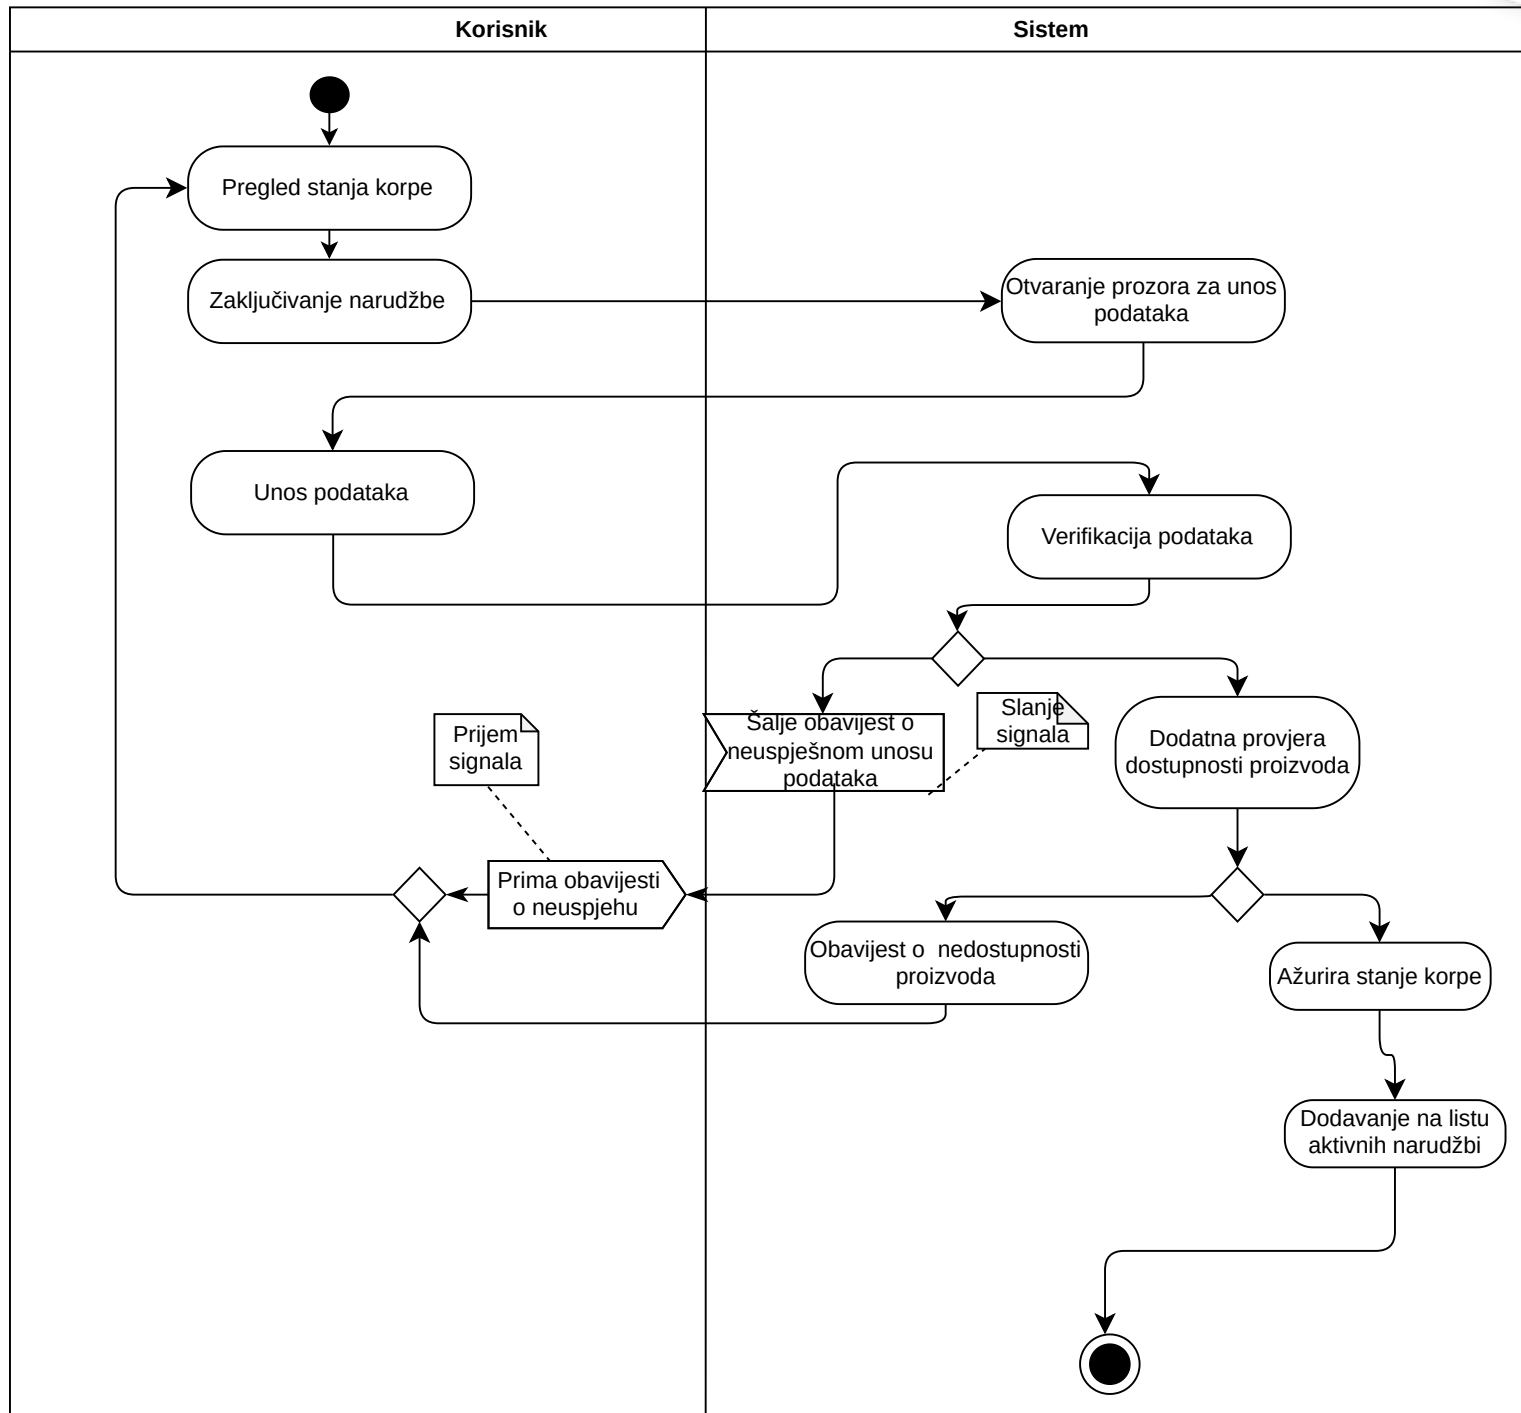 Korisnik
Sistem
Pregled stanja korpe
Zaključivanje narudžbe
Otvaranje prozora za unos
podataka
Unos podataka
Verifikacija podataka
Prijem
signala
Šalje obavijest o
neuspješnom unosu
podataka
Slanje
signala
Dodatna provjera
dostupnosti proizvoda
Prima obavijesti
o neuspjehu
Obavijest o  nedostupnosti
proizvoda
Ažurira stanje korpe
Dodavanje na listu
aktivnih narudžbi